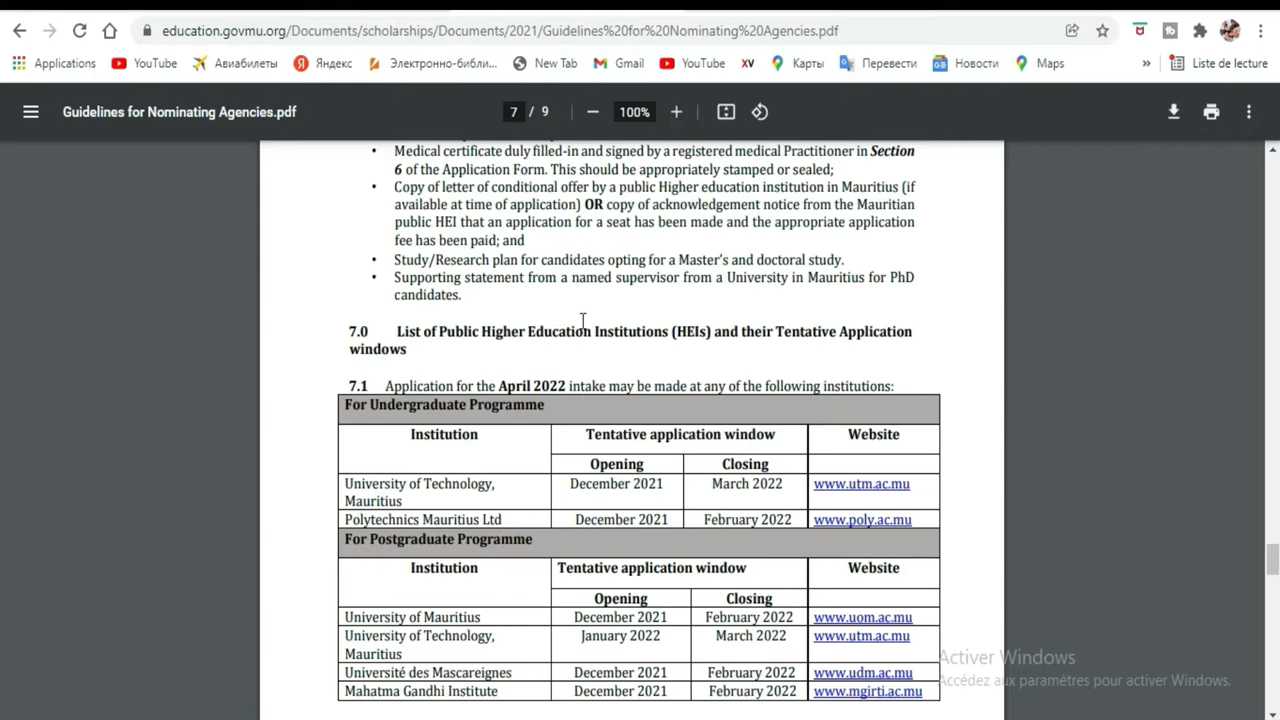 education.govmu.org/Documents/scholarships/Documents/2021/Guidelines%20for%20Nominating%20Agencies.pdf
Applications YouTube Авиабилеты Яндекс Электронно-библи... New Tab Gmail YouTube XV Карты Перевести Новости Maps » Liste de lecture
Guidelines for Nominating Agencies.pdf 7 / 9 100%
• Medical certificate duly filled-in and signed by a registered medical Practitioner in Section
6 of the Application Form. This should be appropriately stamped or sealed;
• Copy of letter of conditional offer by a public Higher education institution in Mauritius (if
available at time of application) OR copy of acknowledgement notice from the Mauritian
public HEI that an application for a seat has been made and the appropriate application
fee has been paid; and
• Study/Research plan for candidates opting for a Master's and doctoral study.
• Supporting statement from a named supervisor from a University in Mauritius for PhD
candidates.
7.0 List of Public Higher Education Institutions (HEIs) and their Tentative Application
windows
7.1 Application for the April 2022 intake may be made at any of the following institutions:
For Undergraduate Programme
Institution Tentative application window Website
Opening Closing
University of Technology, December 2021 March 2022 www.utm.ac.mu
Mauritius
Polytechnics Mauritius Ltd December 2021 February 2022 www.poly.ac.mu
For Postgraduate Programme
Institution Tentative application window Website
Opening Closing
University of Mauritius December 2021 February 2022 www.uom.ac.mu
University of Technology, January 2022 March 2022 www.utm.ac.mu
Mauritius
Université des Mascareignes December 2021 February 2022 www.udm.ac.mu
Mahatma Gandhi Institute December 2021 February 2022 www.mgirti.ac.mu
Activer Windows
Accédez aux paramètres pour activer Windows.